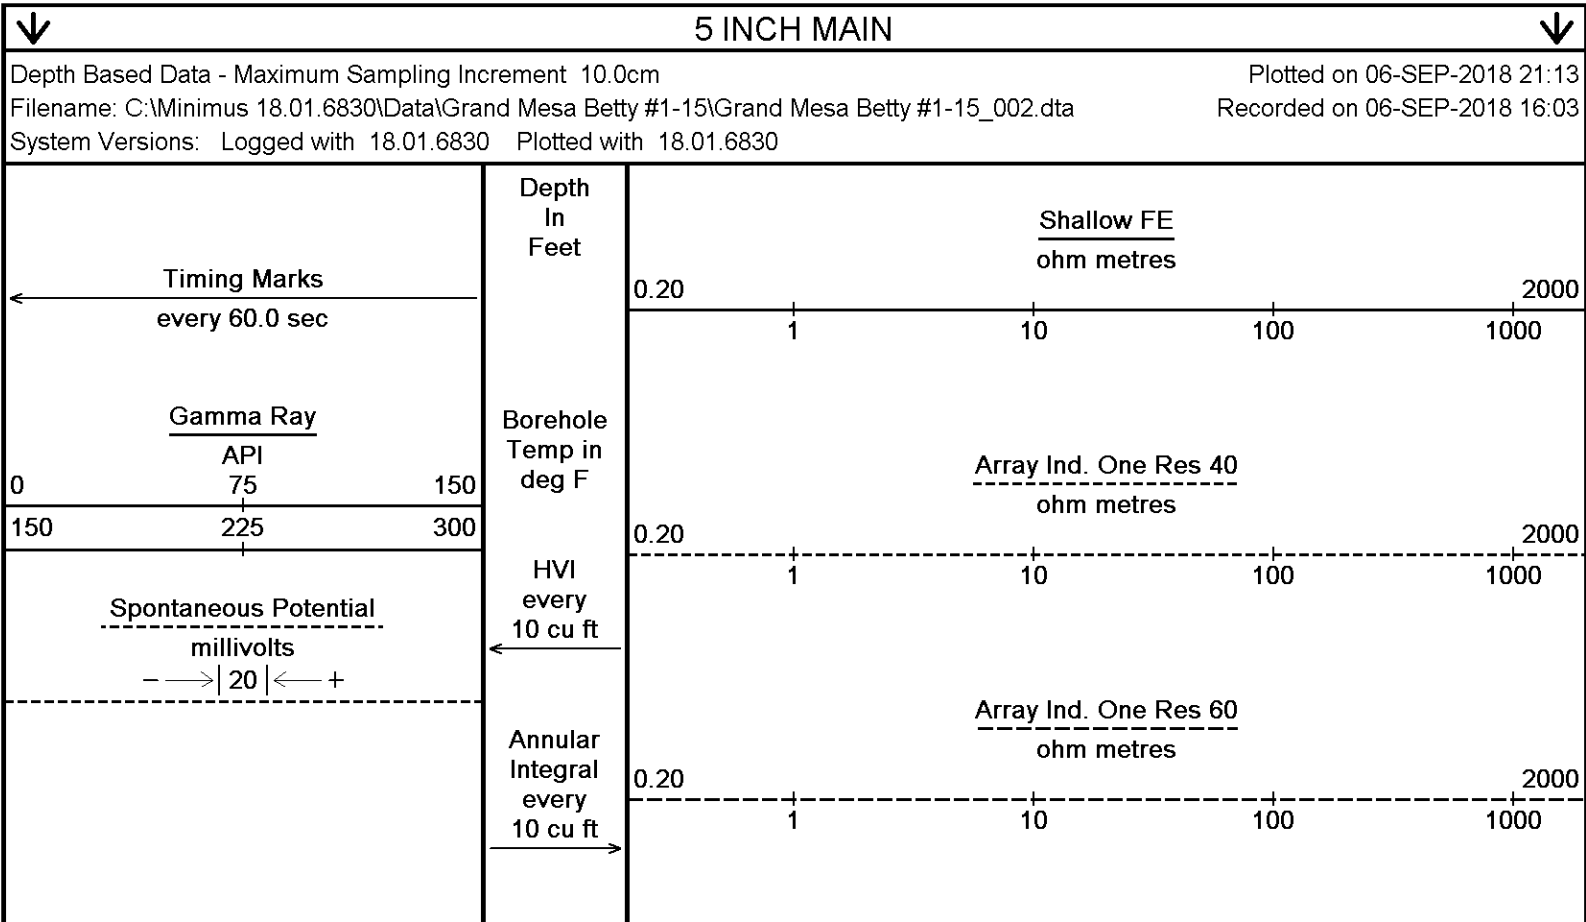 5 INCH MAIN
Depth Based Data - Maximum Sampling Increment 10.0cm
Plotted on 06-SEP-2018 21:13
Filename: C:\Minimus 18.01.6830\Data\Grand Mesa Betty #1-15\Grand Mesa Betty #1-15_002.dta
Recorded on 06-SEP-2018 16:03
System Versions: Logged with 18.01.6830 Plotted with 18.01.6830
Timing Marks
every 60.0 sec
Gamma Ray
API
0 75 150
150 225 300
Spontaneous Potential
millivolts
- 20 +
Depth
In
Feet
Borehole
Temp in
deg F
HVI
every
10 cu ft
Annular
Integral
every
10 cu ft
Shallow FE
ohm metres
0.20 2000
1 10 100 1000
Array Ind. One Res 40
ohm metres
0.20 2000
1 10 100 1000
Array Ind. One Res 60
ohm metres
0.20 2000
1 10 100 1000